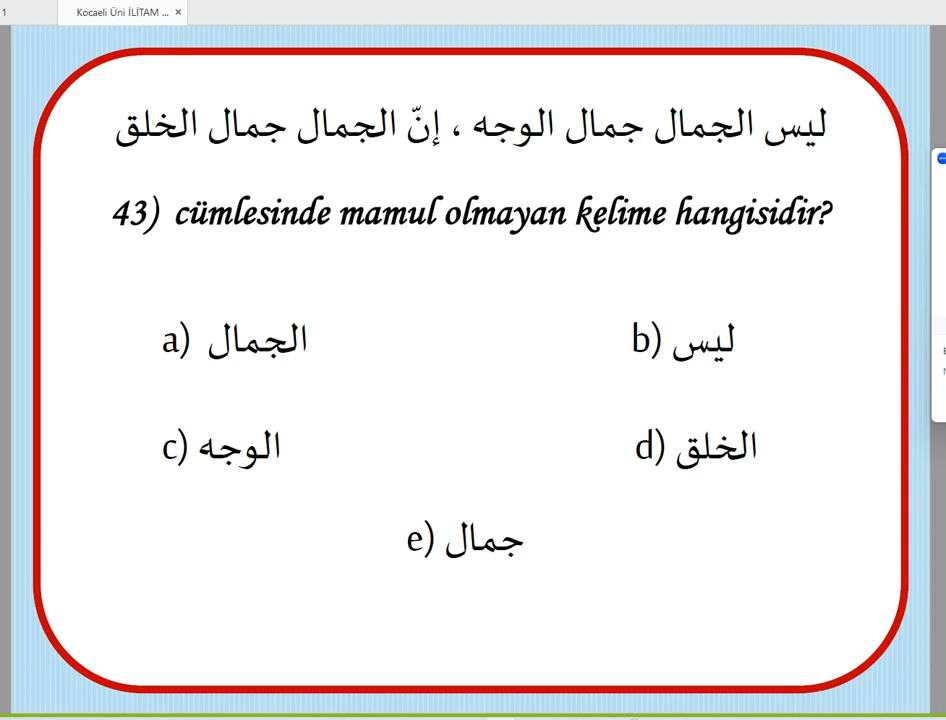 1
Kocaeli Üni İLİTAM ... ×
ليس الجمال جمال الوجه ، إنّ الجمال جمال الخلق
43) cümlesinde mamul olmayan kelime hangisidir?
a) الجمال
b) ليس
c) الوجه
d) الخلق
e) جمال